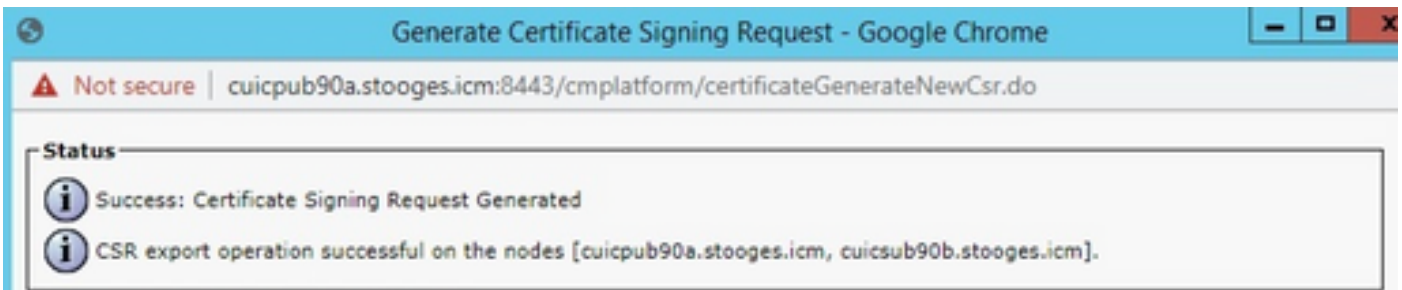 Generate Certificate Signing Request - Google Chrome
Not secure | cuicpub90a.stooges.icm:8443/cmplatform/certificateGenerateNewCsr.do
Status
Success: Certificate Signing Request Generated
CSR export operation successful on the nodes [cuicpub90a.stooges.icm, cuicsub90b.stooges.icm].